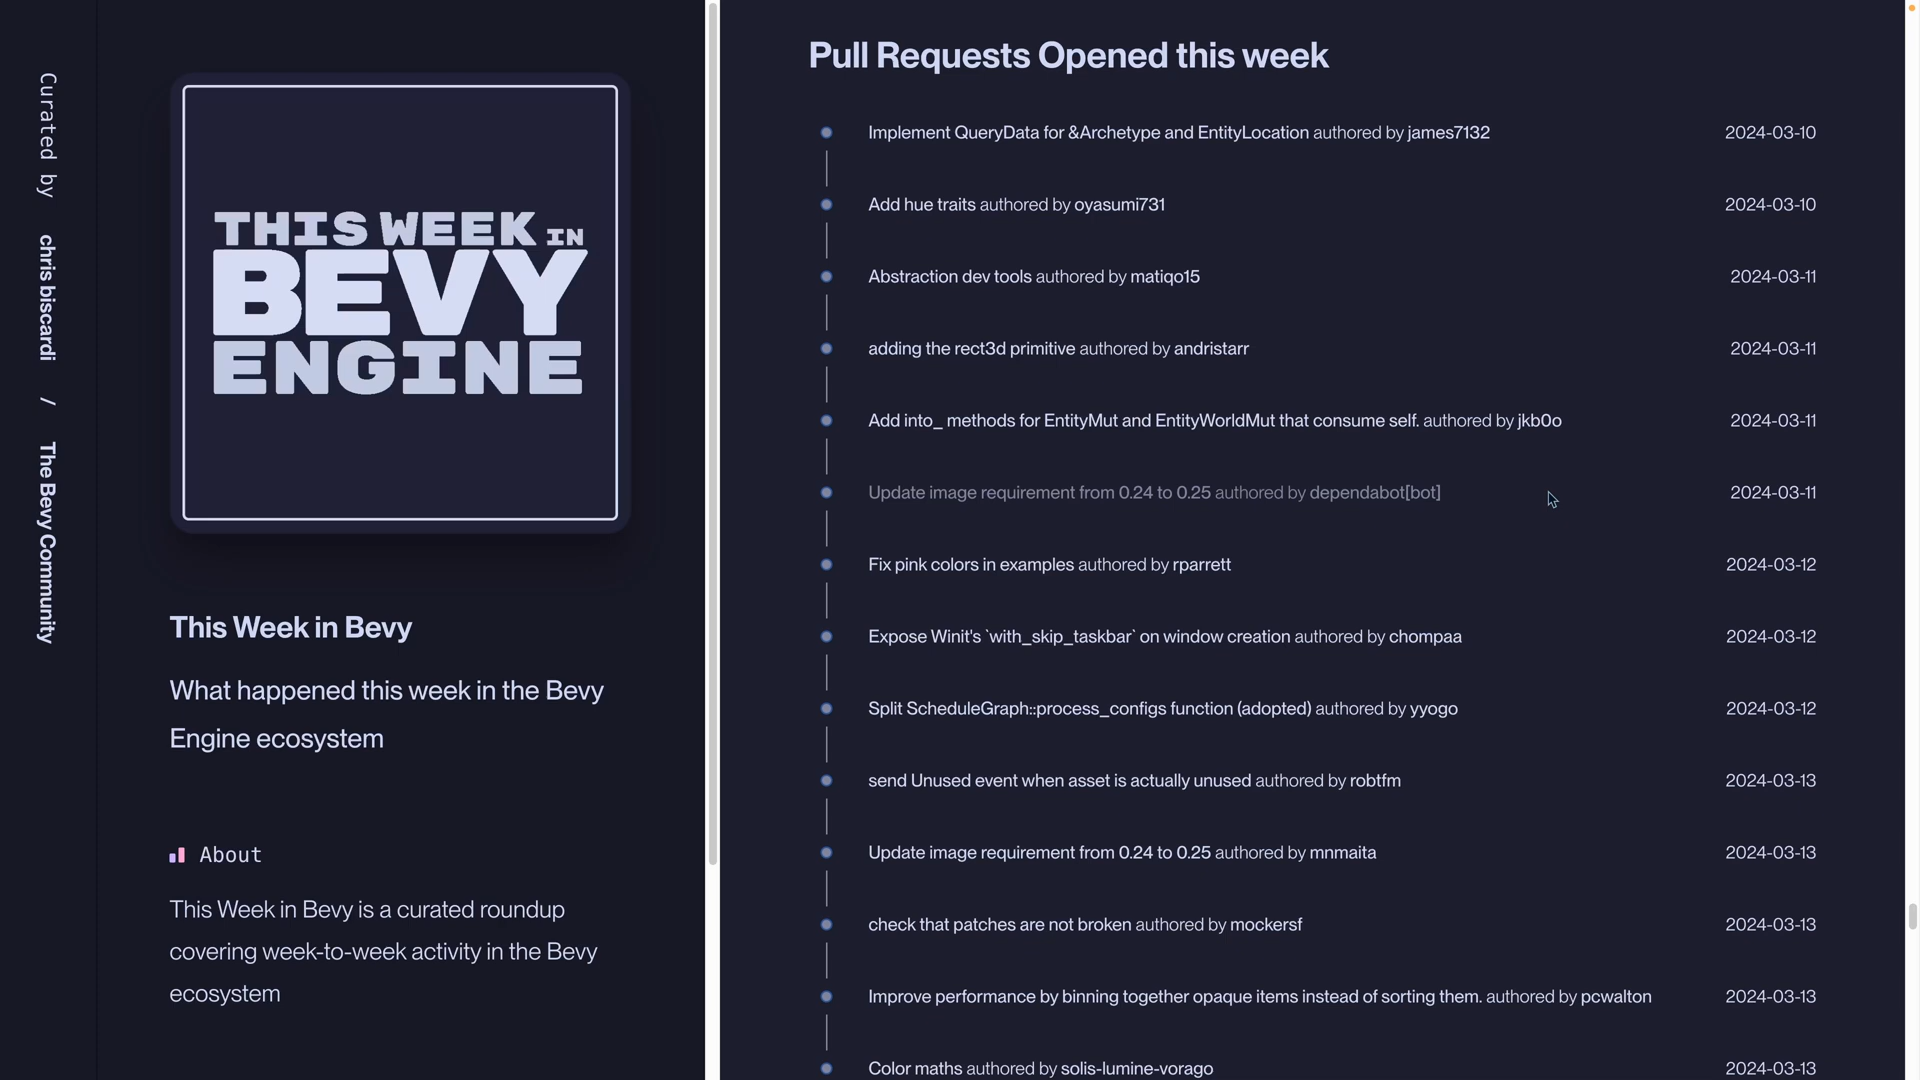 Curated by chris biscardi / The Bevy Community
THIS WEEK IN
BEVY
ENGINE
This Week in Bevy
What happened this week in the Bevy
Engine ecosystem
About
This Week in Bevy is a curated roundup
covering week-to-week activity in the Bevy
ecosystem
Pull Requests Opened this week
Implement QueryData for &Archetype and EntityLocation authored by james7132 2024-03-10
Add hue traits authored by oyasumi731 2024-03-10
Abstraction dev tools authored by matiqo15 2024-03-11
adding the rect3d primitive authored by andristarr 2024-03-11
Add into_ methods for EntityMut and EntityWorldMut that consume self. authored by jkb0o 2024-03-11
Update image requirement from 0.24 to 0.25 authored by dependabot[bot] 2024-03-11
Fix pink colors in examples authored by rparrett 2024-03-12
Expose Winit's `with_skip_taskbar` on window creation authored by chompaa 2024-03-12
Split ScheduleGraph::process_configs function (adopted) authored by yyogo 2024-03-12
send Unused event when asset is actually unused authored by robtfm 2024-03-13
Update image requirement from 0.24 to 0.25 authored by mnmaita 2024-03-13
check that patches are not broken authored by mockersf 2024-03-13
Improve performance by binning together opaque items instead of sorting them. authored by pcwalton 2024-03-13
Color maths authored by solis-lumine-vorago 2024-03-13